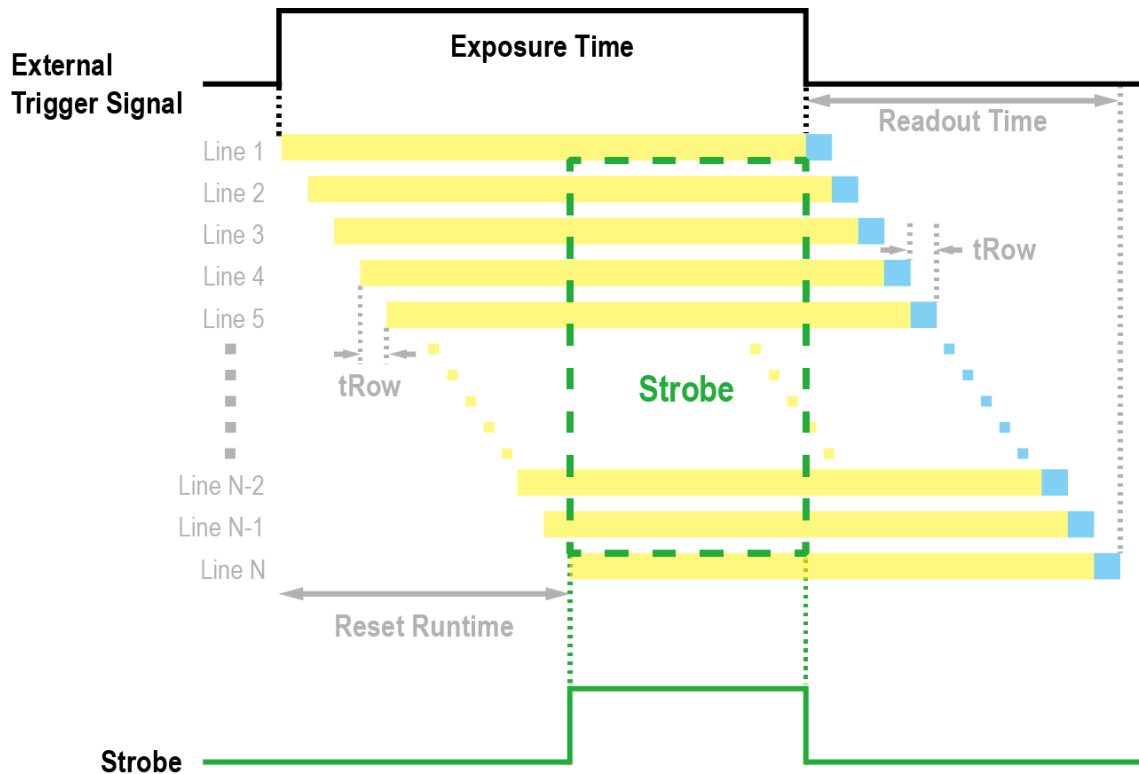 Exposure Time
External
Trigger Signal
Readout Time
Line 1
Line 2
Line 3
tRow
Line 4
Line 5
tRow
Strobe
Line N-2
Line N-1
Line N
Reset Runtime
Strobe